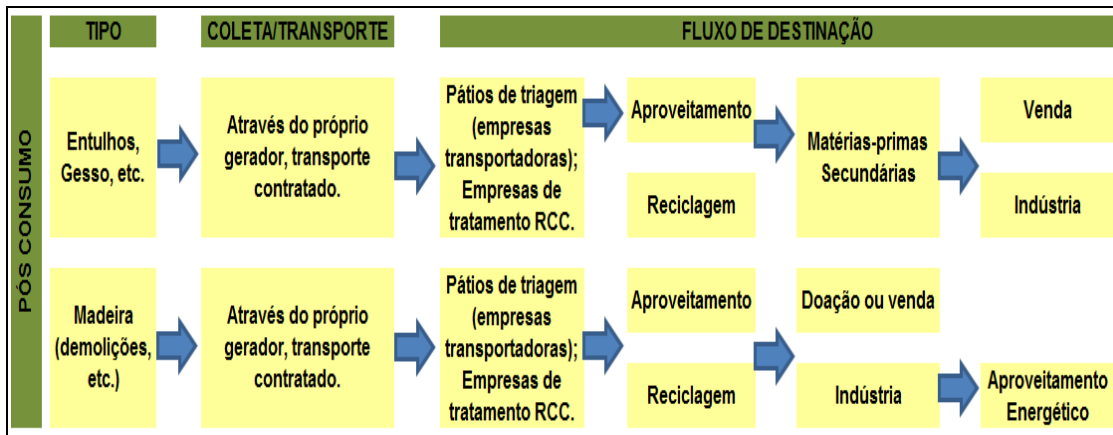 TIPO
COLETA/TRANSPORTE
FLUXO DE DESTINAÇÃO
PÓS CONSUMO
Entulhos,
Gesso, etc.
Através do próprio
gerador, transporte
contratado.
Pátios de triagem
(empresas
transportadoras);
Empresas de
tratamento RCC.
Aproveitamento
Reciclagem
Matérias-primas
Secundárias
Venda
Indústria
Madeira
(demolições,
etc.)
Através do próprio
gerador, transporte
contratado.
Pátios de triagem
(empresas
transportadoras);
Empresas de
tratamento RCC.
Aproveitamento
Reciclagem
Doação ou venda
Indústria
Aproveitamento
Energético